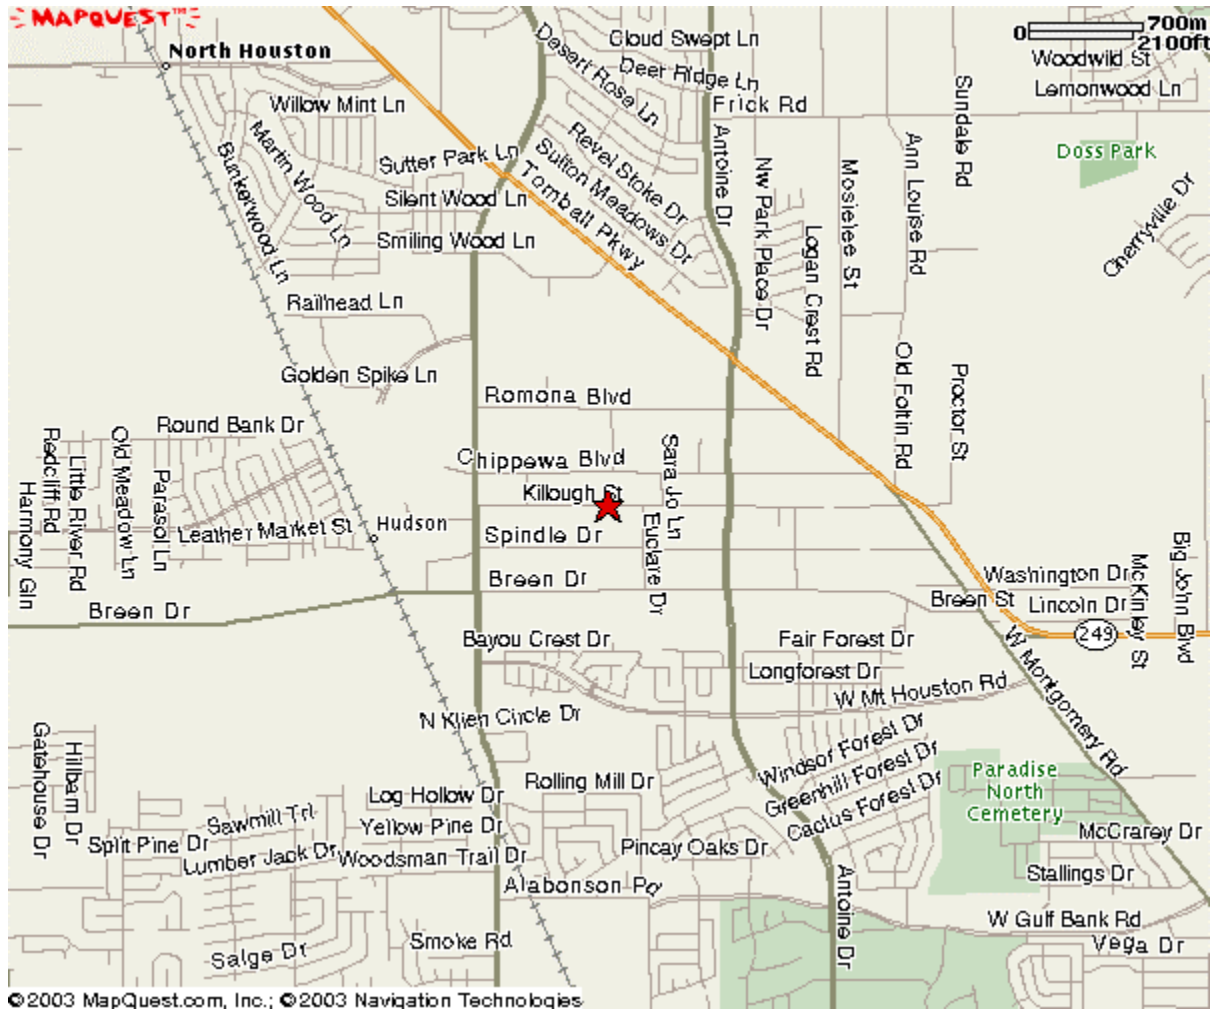 MAPQUEST™
700m
0
2100ft
North Houston
Cloud Swept Ln
Desert Rose Ln
Deer Ridge Ln
Woodwild St
Lemonwood Ln
Willow Mint Ln
Frick Rd
Sundale Rd
Martin Wood Ln
Bunkerwood Ln
Sutter Park Ln
Revel Stoke Dr
Sutton Meadows Dr
Tomball Pkwy
Antoine Dr
Nw Park Place Dr
Mosielee St
Ann Louise Rd
Doss Park
Cherryville Dr
Silent Wood Ln
Smiling Wood Ln
Logan Crest Rd
Railhead Ln
Golden Spike Ln
Old Foltin Rd
Proctor St
Romona Blvd
Round Bank Dr
Redcliff Rd
Little River Rd
Old Meadow Ln
Parasol Ln
Harmony Gln
Chippewa Blvd
Sara Jo Ln
Killough St
Leather Market St
Hudson
Spindle Dr
Euclare Dr
Breen Dr
Washington Dr
McKinley St
Big John Blvd
Breen St
Lincoln Dr
Breen Dr
249
Bayou Crest Dr
Fair Forest Dr
Longforest Dr
W Montgomery Rd
W Mt Houston Rd
N Klien Circle Dr
Gatehouse Dr
Hillbarn Dr
Windsor Forest Dr
Greenhill Forest Dr
Cactus Forest Dr
Paradise
North
Cemetery
Rolling Mill Dr
Log Hollow Dr
Sawmill Trl
Yellow Pine Dr
Split Pine Dr
Lumber Jack Dr
Woodsman Trail Dr
Pincay Oaks Dr
McCrarey Dr
Stallings Dr
Alabonson Rd
Antoine Dr
W Gulf Bank Rd
Smoke Rd
Vega Dr
Salge Dr
©2003 MapQuest.com, Inc.; ©2003 Navigation Technologies